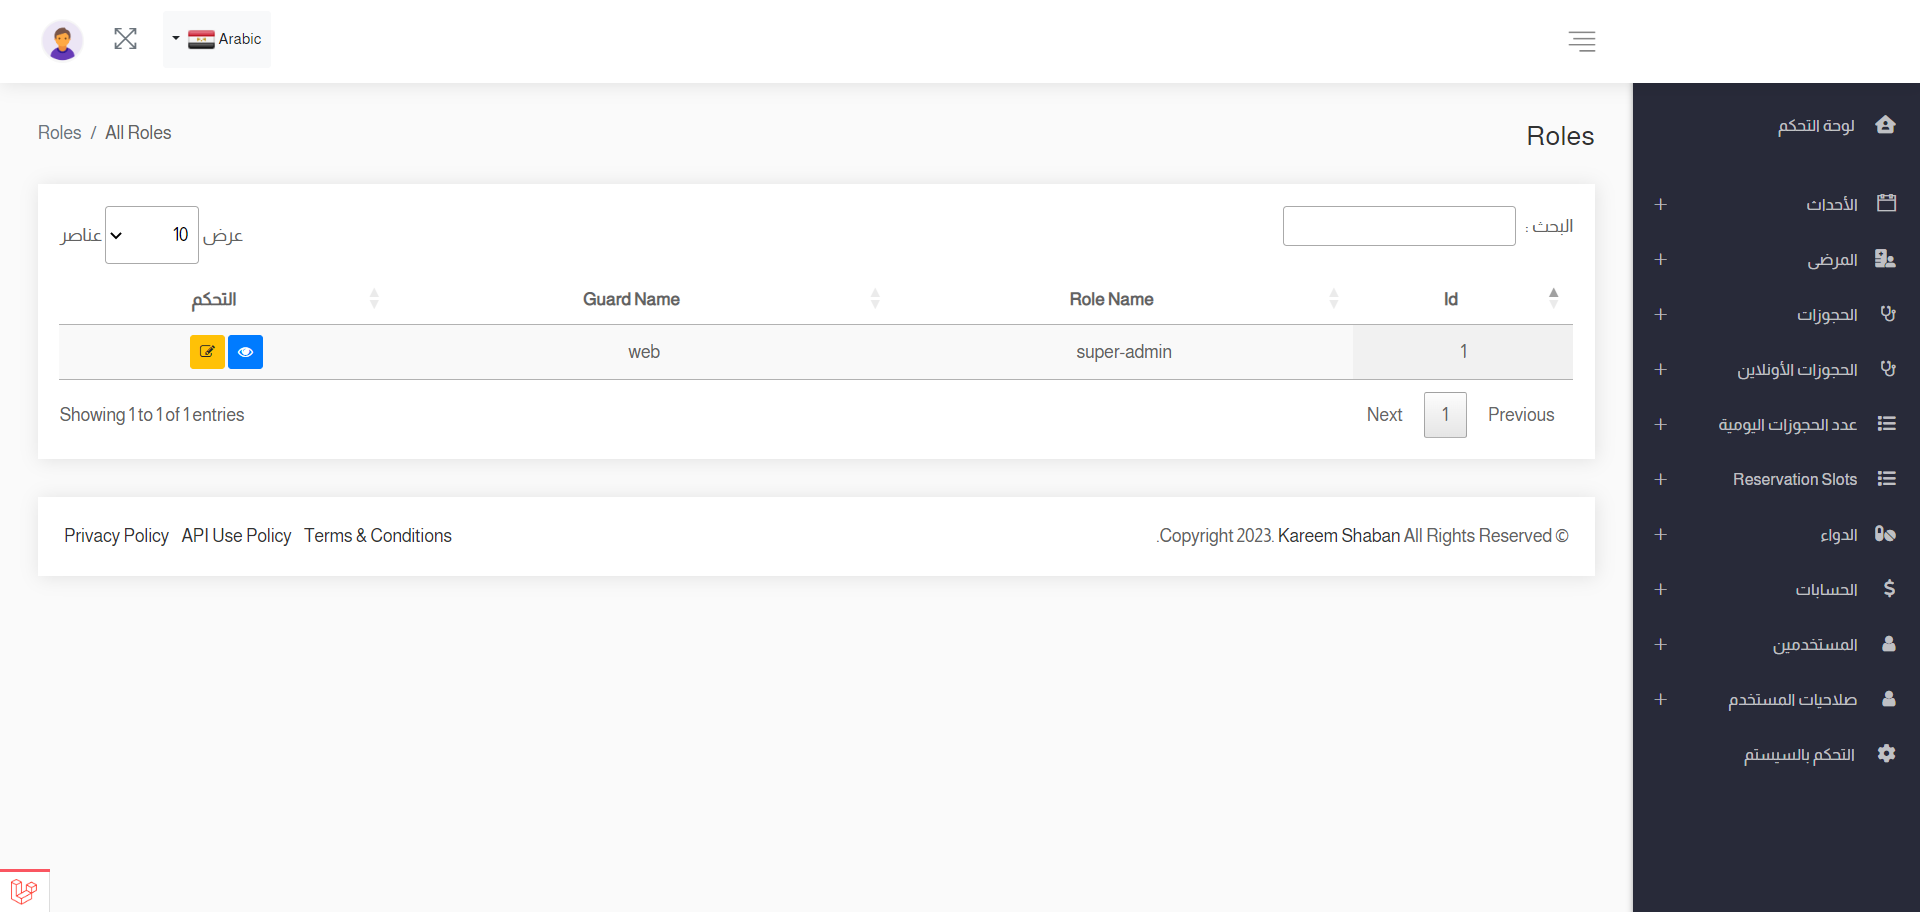 Arabic
لوحة التحكم
الأحداث
المرضى
الحجوزات
الحجوزات الأونلاين
عدد الحجوزات اليومية
Reservation Slots
الدواء
الحسابات
المستخدمين
صلاحيات المستخدم
التحكم بالسيستم
Roles
Roles / All Roles
البحث :
عرض 10 عناصر
Id Role Name Guard Name التحكم
1 super-admin web
Previous 1 Next
Showing 1 to 1 of 1 entries
.Copyright 2023. Kareem Shaban All Rights Reserved ©
Privacy Policy API Use Policy Terms & Conditions